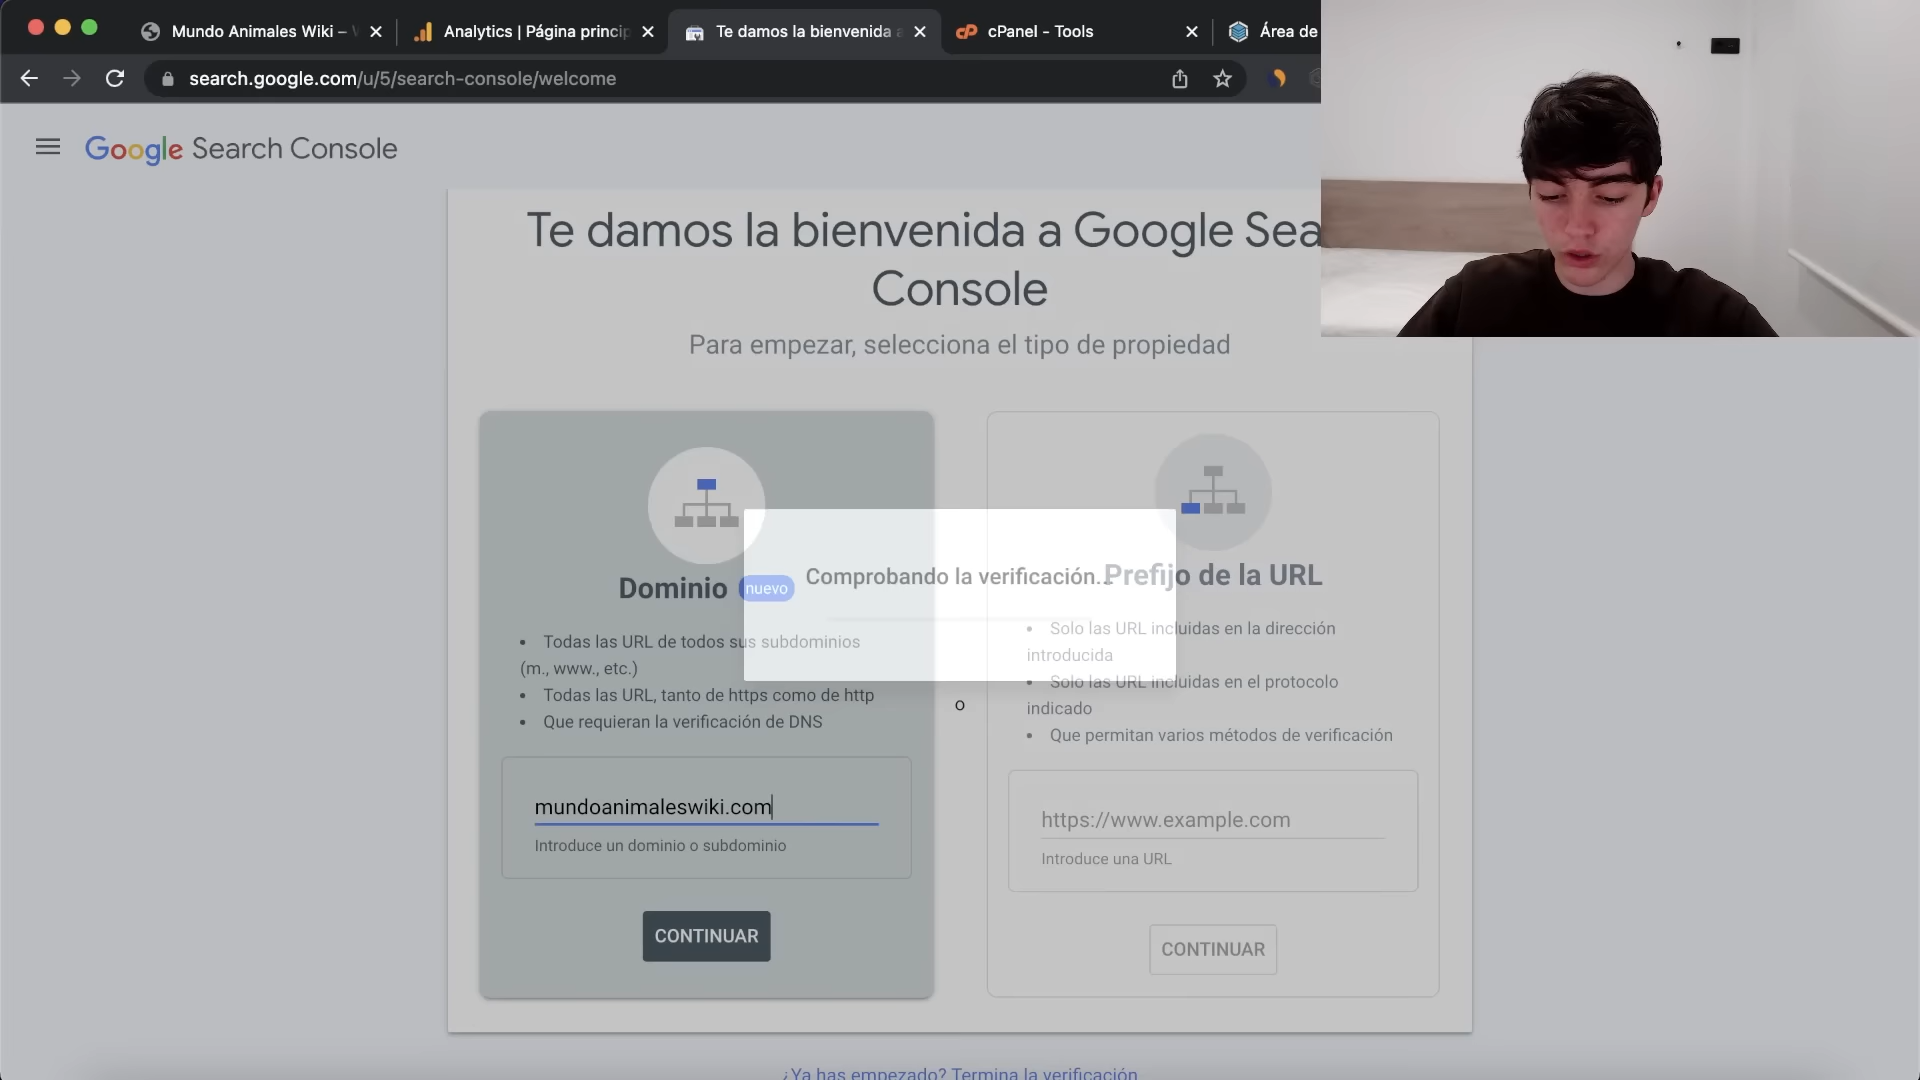 Mundo Animales Wiki –
Analytics | Página princip
Te damos la bienvenida a
cPanel - Tools
Área de
search.google.com/u/5/search-console/welcome
Google Search Console
Te damos la bienvenida a Google Sea
Console
Para empezar, selecciona el tipo de propiedad
Dominio nuevo
Todas las URL de todos sus subdominios
(m., www., etc.)
Todas las URL, tanto de https como de http
Que requieran la verificación de DNS
mundoanimaleswiki.com
Introduce un dominio o subdominio
CONTINUAR
Comprobando la verificación...
o
Prefijo de la URL
Solo las URL incluidas en la dirección
introducida
Solo las URL incluidas en el protocolo
indicado
Que permitan varios métodos de verificación
https://www.example.com
Introduce una URL
CONTINUAR
¿Ya has empezado? Termina la verificación